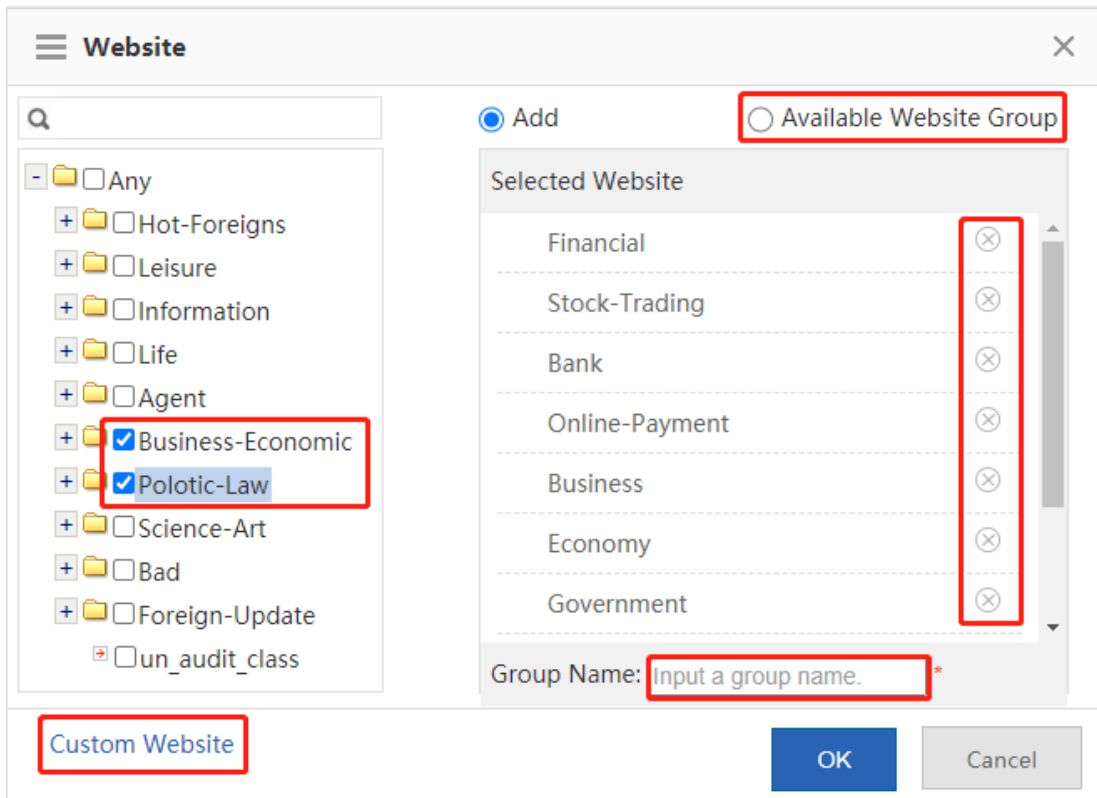 Website
Add
Available Website Group
Any
Hot-Foreigns
Leisure
Information
Life
Agent
Business-Economic
Polotic-Law
Science-Art
Bad
Foreign-Update
un_audit_class
Selected Website
Financial
Stock-Trading
Bank
Online-Payment
Business
Economy
Government
Group Name: Input a group name. *
Custom Website
OK
Cancel